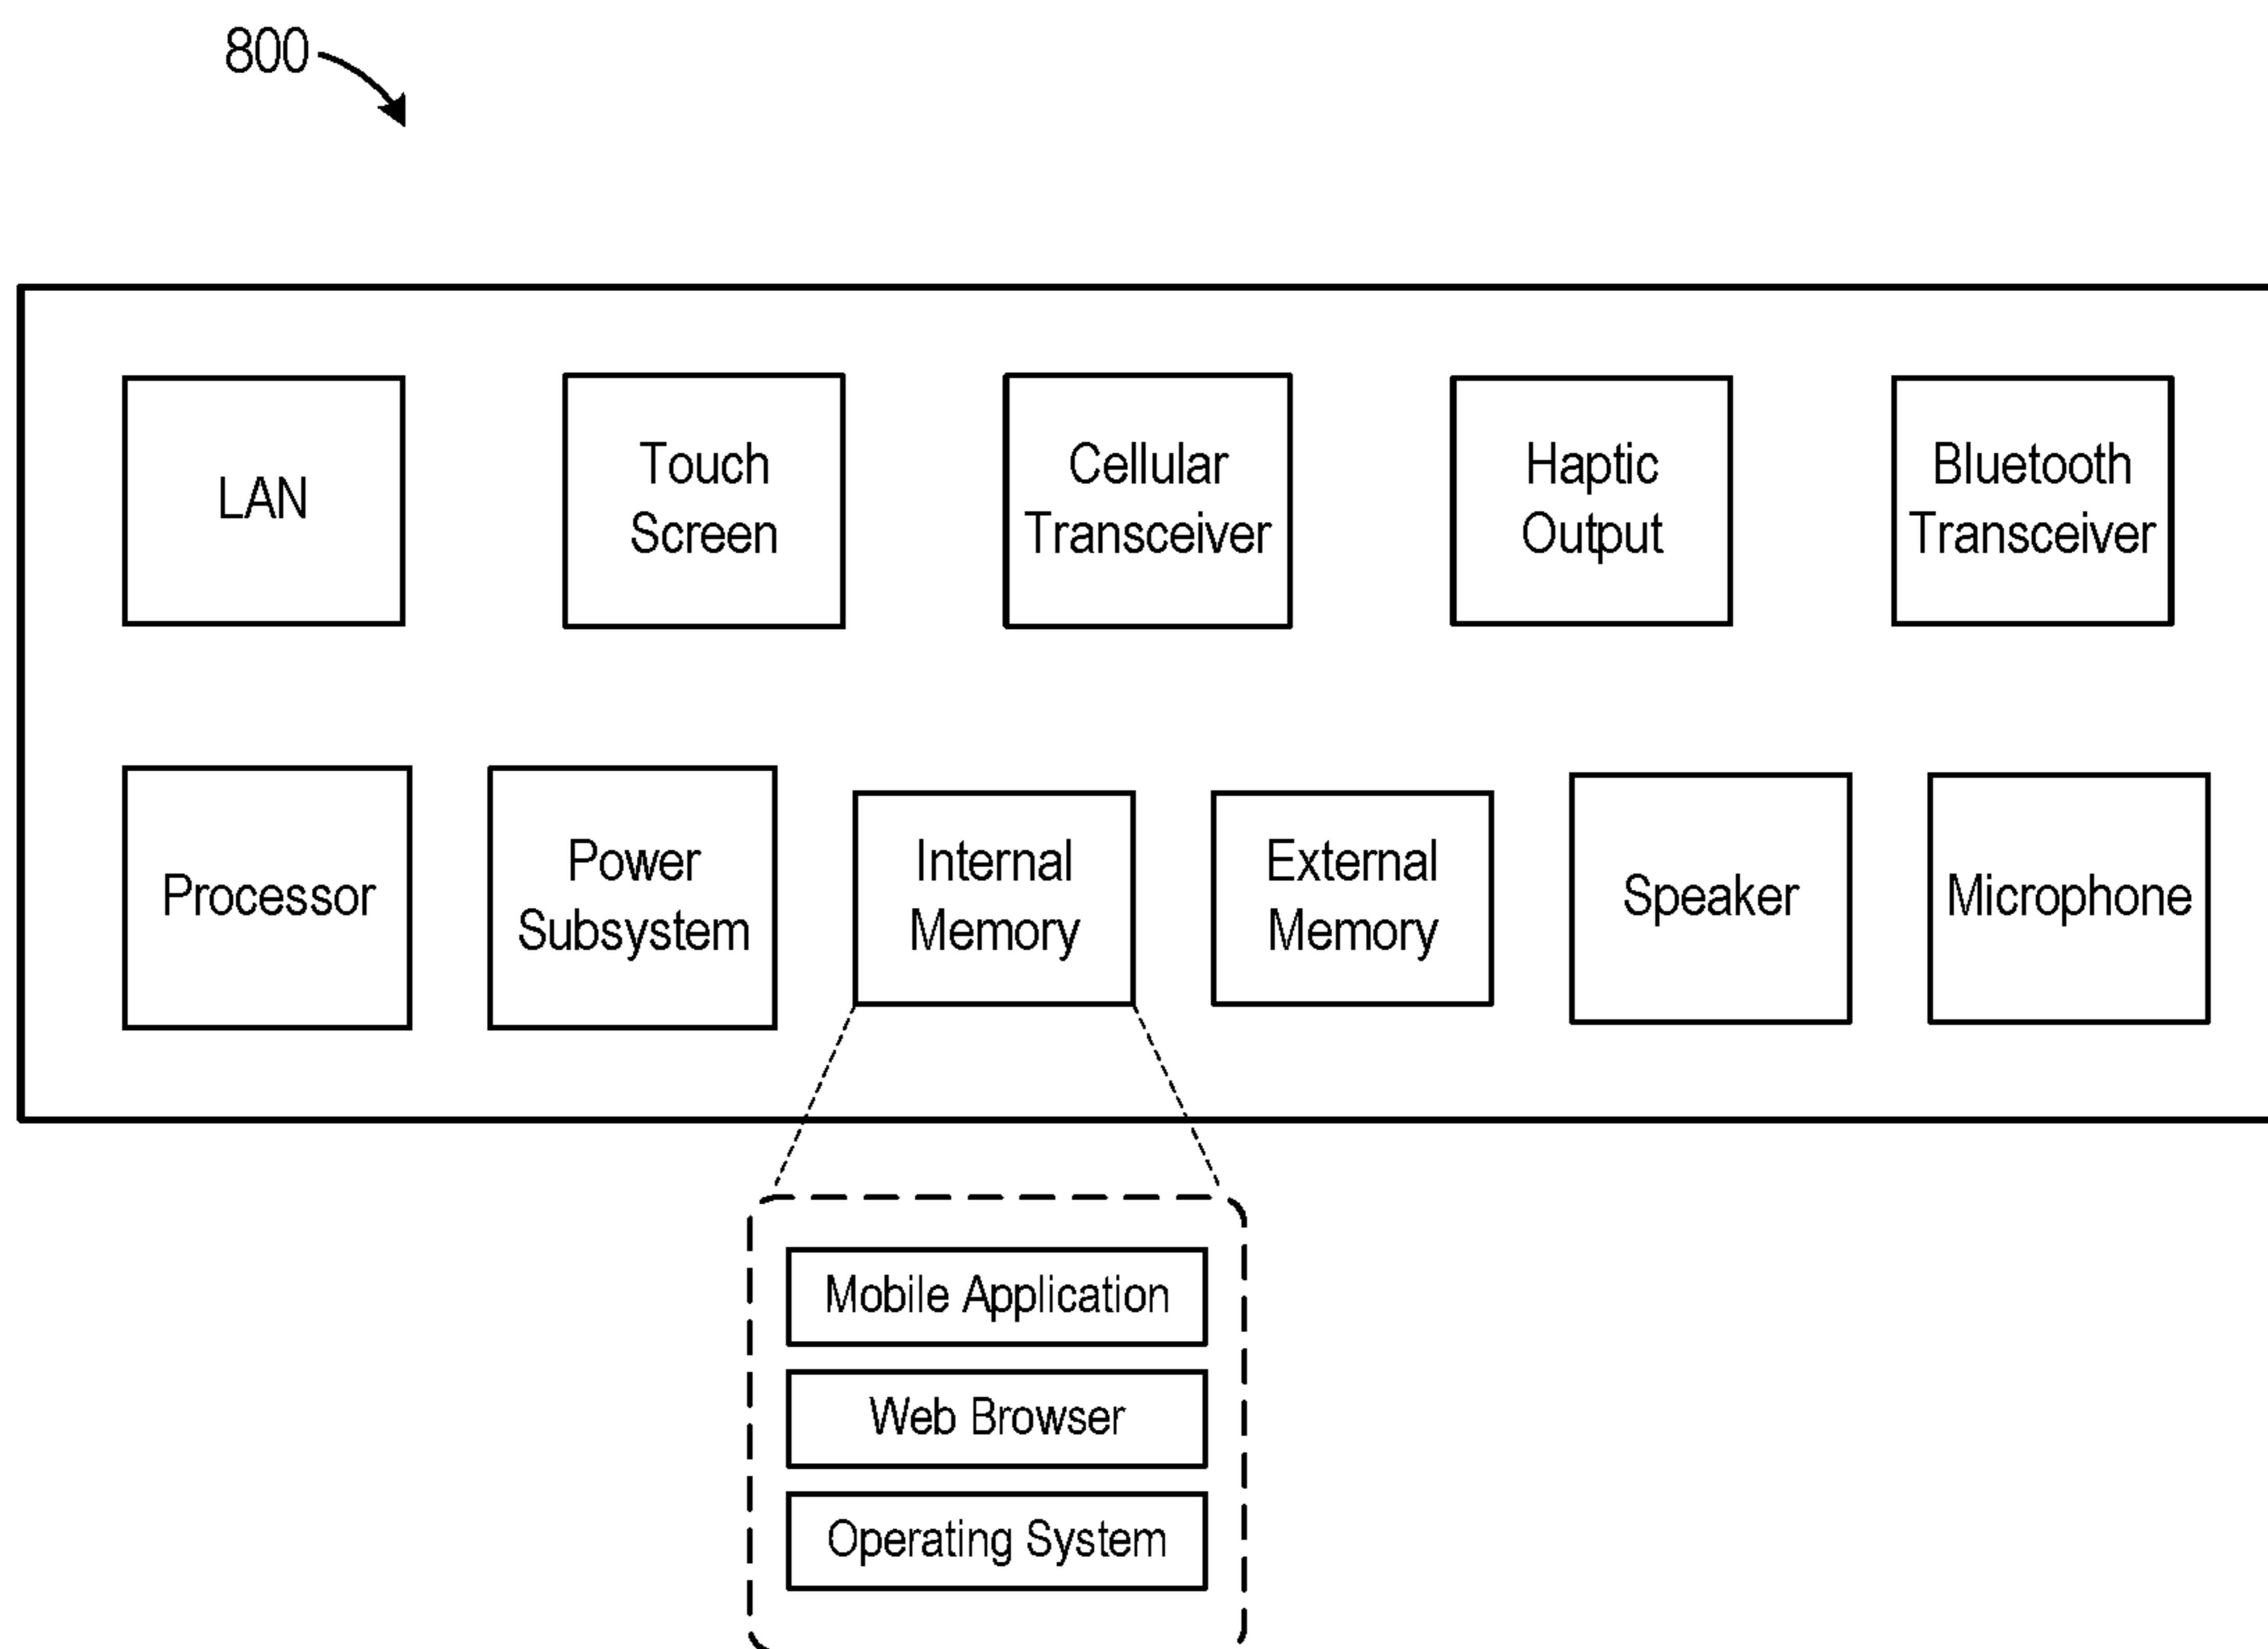 800
LAN
Touch
Screen
Cellular
Transceiver
Haptic
Output
Bluetooth
Transceiver
Processor
Power
Subsystem
Internal
Memory
External
Memory
Speaker
Microphone
Mobile Application
Web Browser
Operating System